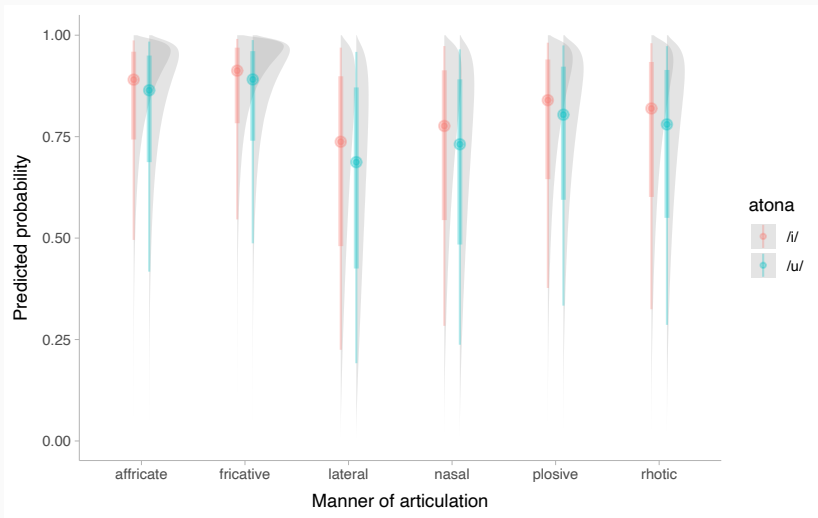 1.00
0.75
0.50
0.25
0.00
Predicted probability
affricate fricative lateral nasal plosive rhotic
Manner of articulation
atona
/i/
/u/